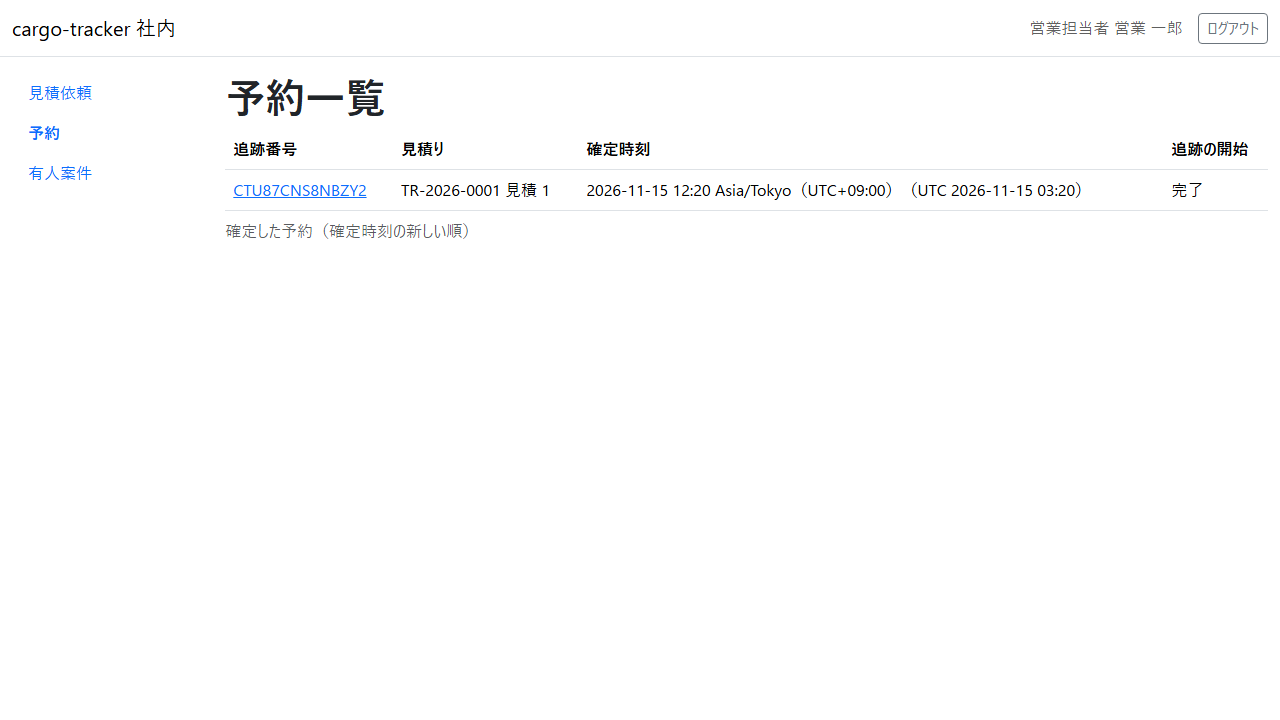 cargo-tracker 社内
営業担当者 営業 一郎 ログアウト
見積依頼
予約
有人案件
予約一覧
追跡番号 見積り 確定時刻 追跡の開始
CTU87CNS8NBZY2 TR-2026-0001 見積 1 2026-11-15 12:20 Asia/Tokyo（UTC+09:00）（UTC 2026-11-15 03:20） 完了
確定した予約（確定時刻の新しい順）